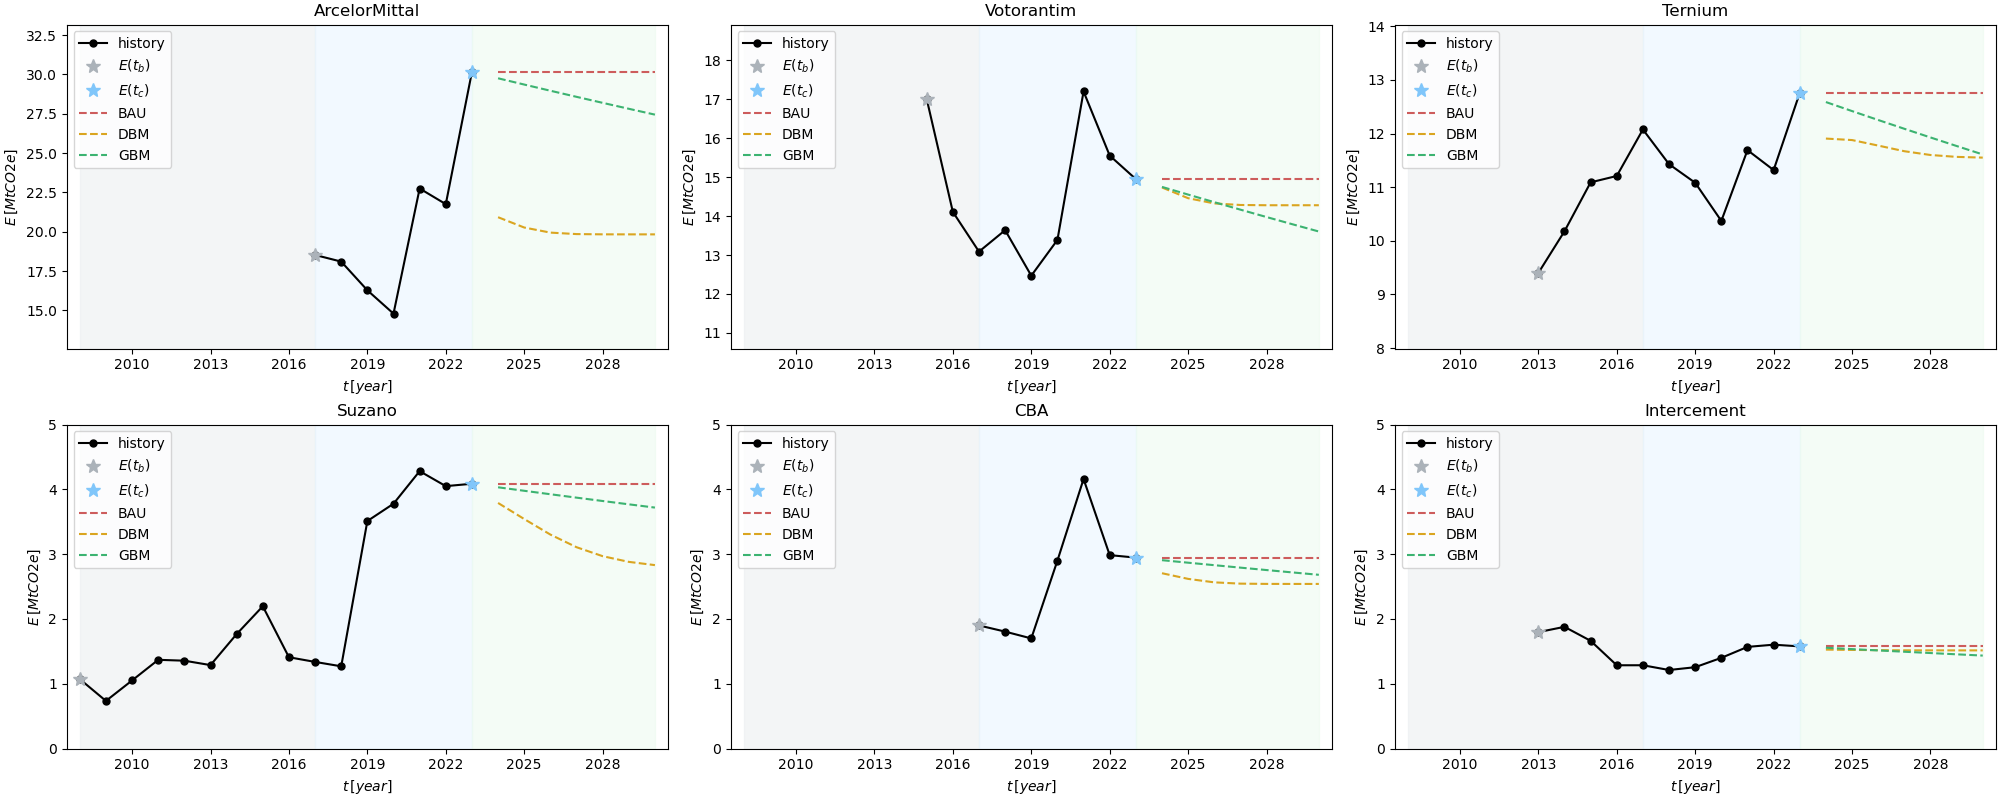 ArcelorMittal
32.5
30.0
27.5
25.0
22.5
20.0
17.5
15.0
E [MtCO2e]
history
E(t_b)
E(t_c)
BAU
DBM
GBM
2010 2013 2016 2019 2022 2025 2028
t [year]
Votorantim
18
17
16
15
14
13
12
11
E [MtCO2e]
history
E(t_b)
E(t_c)
BAU
DBM
GBM
2010 2013 2016 2019 2022 2025 2028
t [year]
Ternium
14
13
12
11
10
9
8
E [MtCO2e]
history
E(t_b)
E(t_c)
BAU
DBM
GBM
2010 2013 2016 2019 2022 2025 2028
t [year]
Suzano
5
4
3
2
1
0
E [MtCO2e]
history
E(t_b)
E(t_c)
BAU
DBM
GBM
2010 2013 2016 2019 2022 2025 2028
t [year]
CBA
5
4
3
2
1
0
E [MtCO2e]
history
E(t_b)
E(t_c)
BAU
DBM
GBM
2010 2013 2016 2019 2022 2025 2028
t [year]
Intercement
5
4
3
2
1
0
E [MtCO2e]
history
E(t_b)
E(t_c)
BAU
DBM
GBM
2010 2013 2016 2019 2022 2025 2028
t [year]